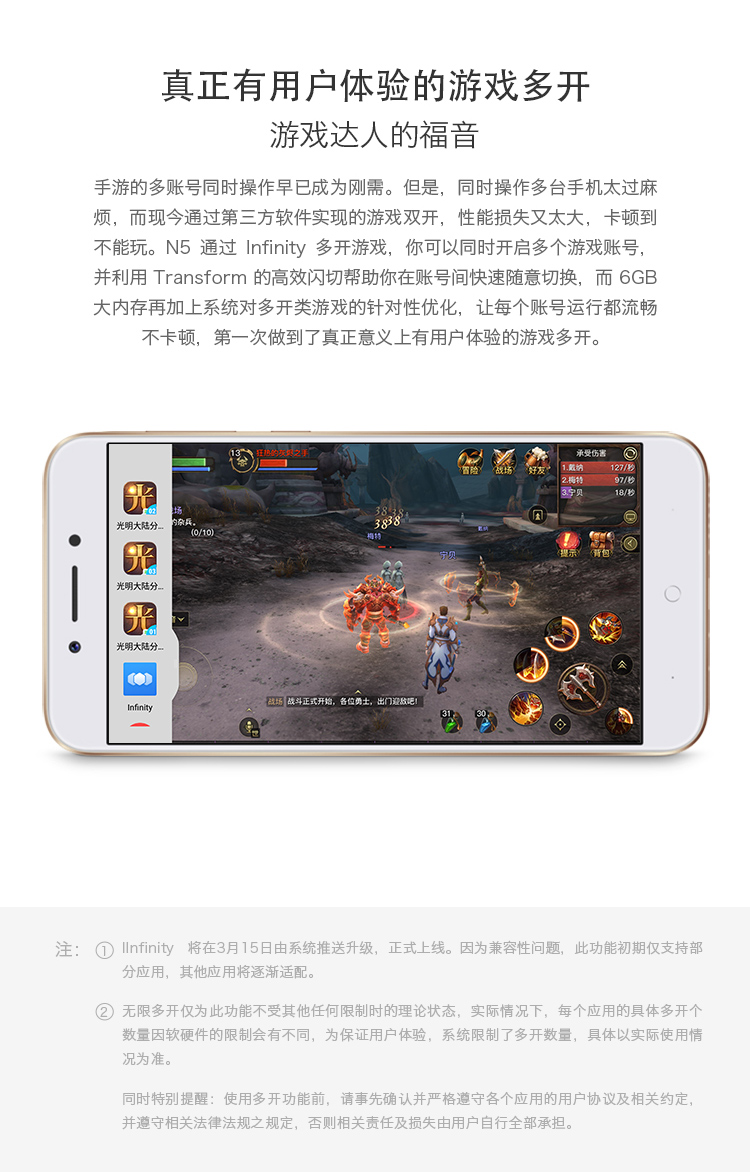 真正有用户体验的游戏多开
游戏达人的福音
手游的多账号同时操作早已成为刚需。但是，同时操作多台手机太过麻
烦，而现今通过第三方软件实现的游戏双开，性能损失又太大，卡顿到
不能玩。N5 通过 Infinity 多开游戏，你可以同时开启多个游戏账号，
并利用 Transform 的高效闪切帮助你在账号间快速随意切换，而 6GB
大内存再加上系统对多开类游戏的针对性优化，让每个账号运行都流畅
不卡顿，第一次做到了真正意义上有用户体验的游戏多开。
13
冒险
战场
好友
承受伤害
1.戴纳 127/秒
2.梅特 97/秒
3.宁贝 18/秒
光
02
光明大陆分...
的杂兵。
(0/10)
3838
3838
梅特
戴纳
宁贝
提示
背包
光
03
光明大陆分...
光
01
光明大陆分...
Infinity
战场 战斗正式开始，各位勇士，出门迎敌吧！
31
30
注：
① IInfinity 将在3月15日由系统推送升级，正式上线。因为兼容性问题，此功能初期仅支持部
分应用，其他应用将逐渐适配。
② 无限多开仅为此功能不受其他任何限制时的理论状态，实际情况下，每个应用的具体多开个
数量因软硬件的限制会有不同，为保证用户体验，系统限制了多开数量，具体以实际使用情
况为准。
同时特别提醒：使用多开功能前，请事先确认并严格遵守各个应用的用户协议及相关约定，
并遵守相关法律法规之规定，否则相关责任及损失由用户自行全部承担。